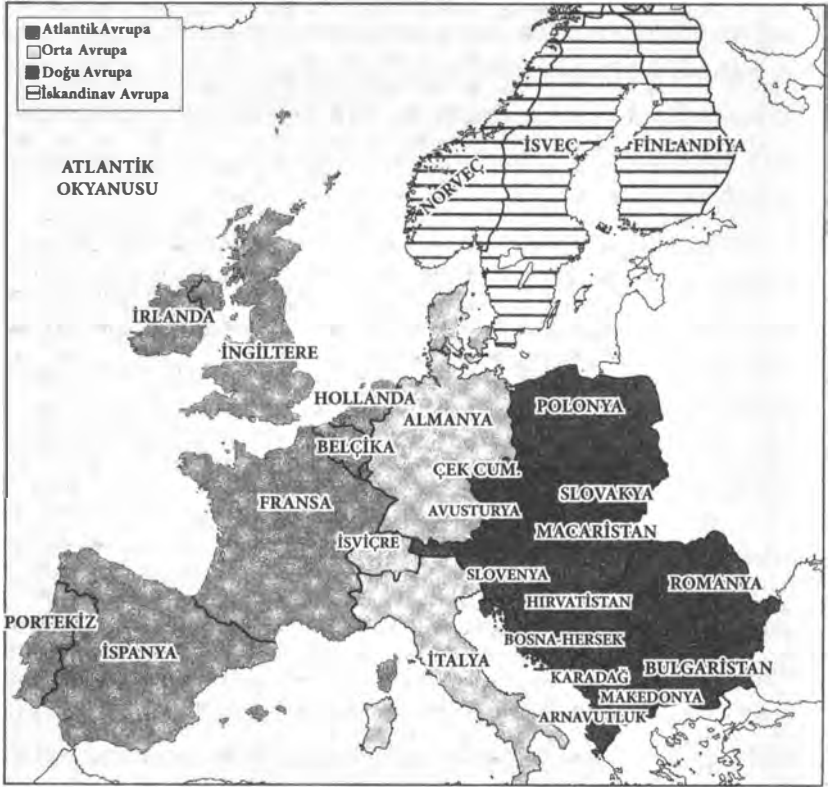 Atlantik Avrupa
Orta Avrupa
Doğu Avrupa
İskandinav Avrupa
ATLANTİK
OKYANUSU
NORVEÇ
İSVEÇ
FİNLANDİYA
İRLANDA
İNGİLTERE
HOLLANDA
ALMANYA
POLONYA
BELÇİKA
ÇEK CUM.
FRANSA
SLOVAKYA
AVUSTURYA
MACARİSTAN
İSVİÇRE
SLOVENYA
ROMANYA
HIRVATİSTAN
PORTEKİZ
İSPANYA
BOSNA-HERSEK
İTALYA
KARADAĞ
BULGARİSTAN
MAKEDONYA
ARNAVUTLUK